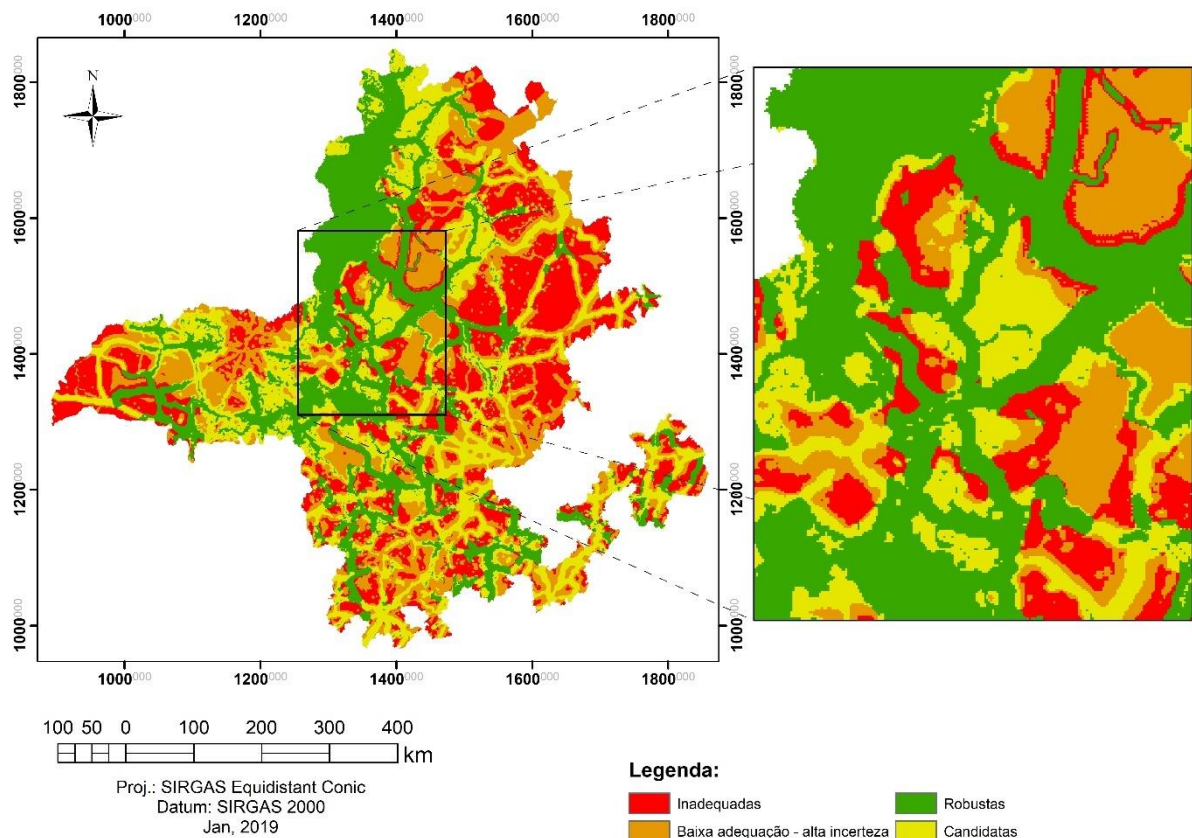 1000000 1200000 1400000 1600000 1800000
N
1800000
1600000
1400000
1200000
1000000
1800000
1600000
1400000
1200000
1000000
1000000 1200000 1400000 1600000 1800000
100 50 0 100 200 300 400
km
Proj.: SIRGAS Equidistant Conic
Datum: SIRGAS 2000
Jan, 2019
Legenda:
Inadequadas Robustas
Baixa adequação - alta incerteza Candidatas